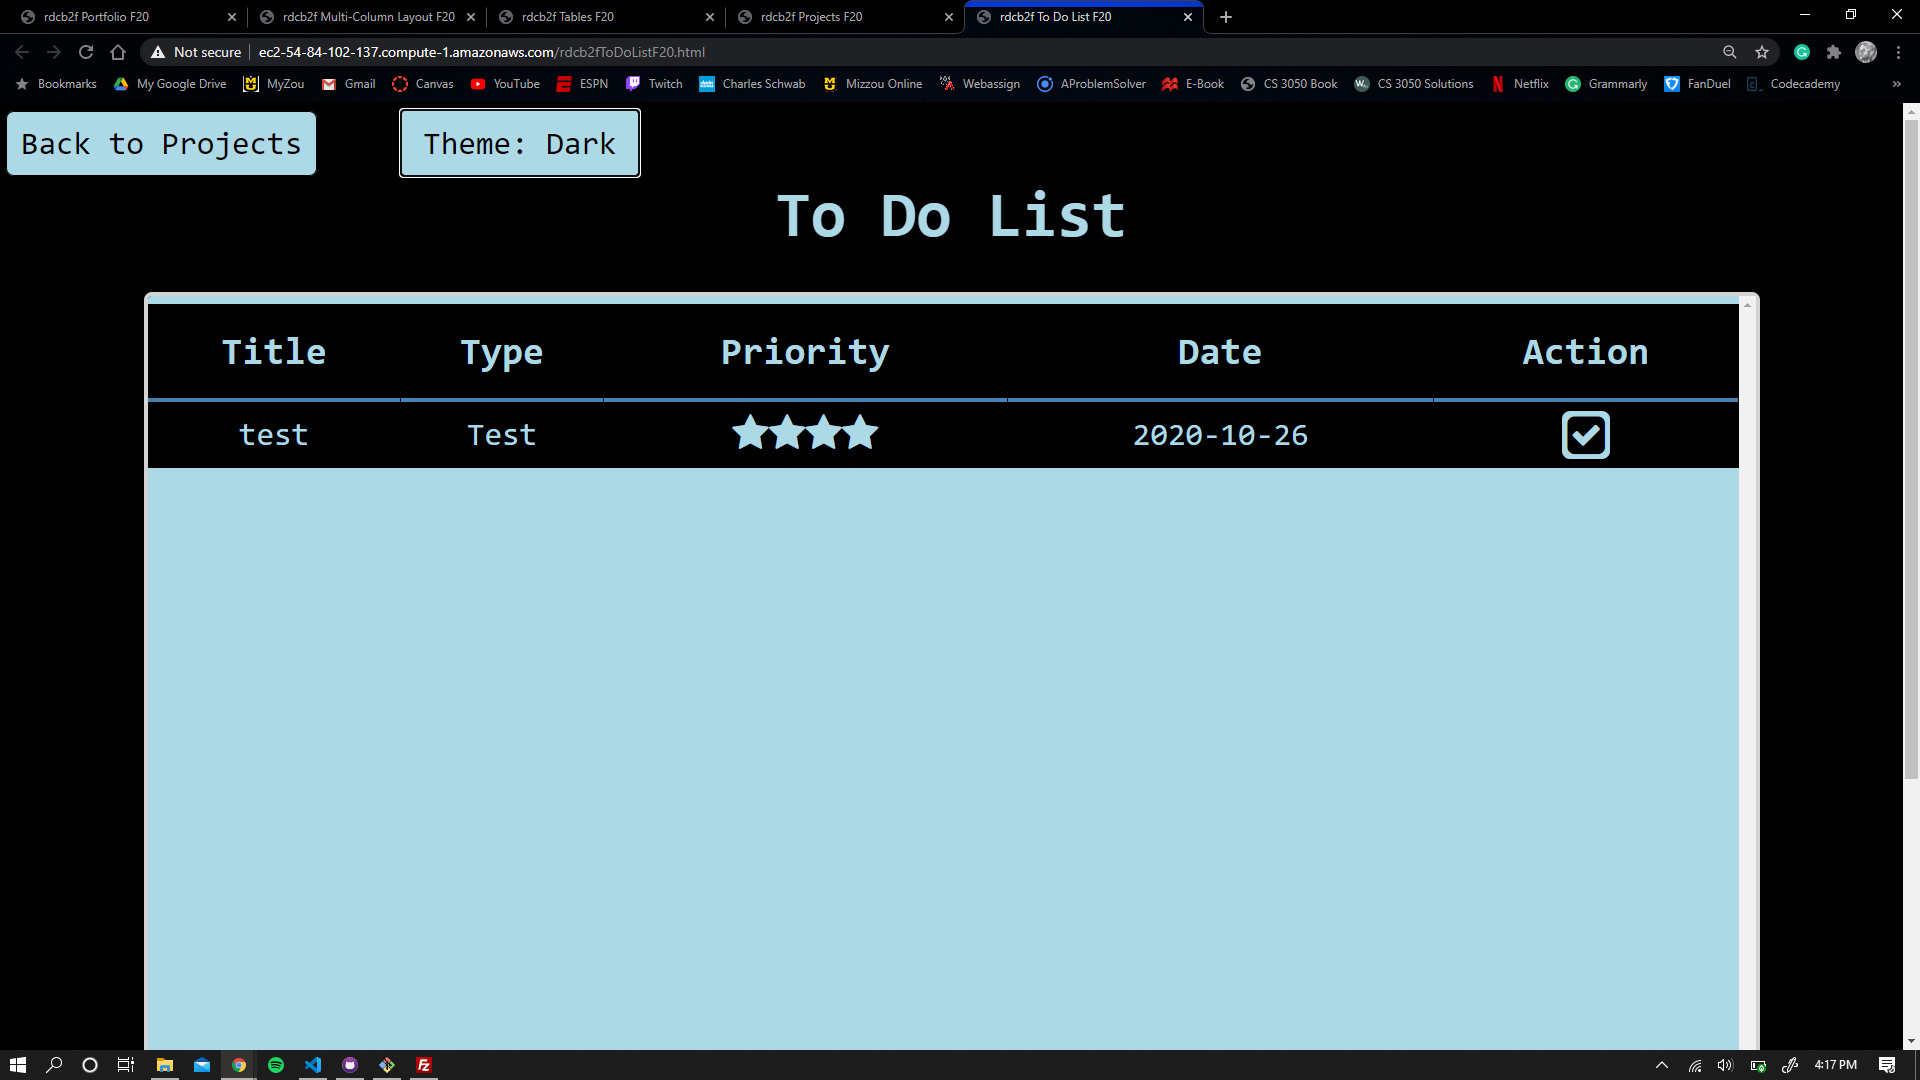 rdcb2f Portfolio F20
rdcb2f Multi-Column Layout F20
rdcb2f Tables F20
rdcb2f Projects F20
rdcb2f To Do List F20
Not secure
ec2-54-84-102-137.compute-1.amazonaws.com/rdcb2fToDoListF20.html
Bookmarks
My Google Drive
MyZou
Gmail
Canvas
YouTube
ESPN
Twitch
Charles Schwab
Mizzou Online
Webassign
AProblemSolver
E-Book
CS 3050 Book
CS 3050 Solutions
Netflix
Grammarly
FanDuel
Codecademy
»
Back to Projects
Theme: Dark
To Do List
Title Type Priority Date Action
test Test 2020-10-26
4:17 PM